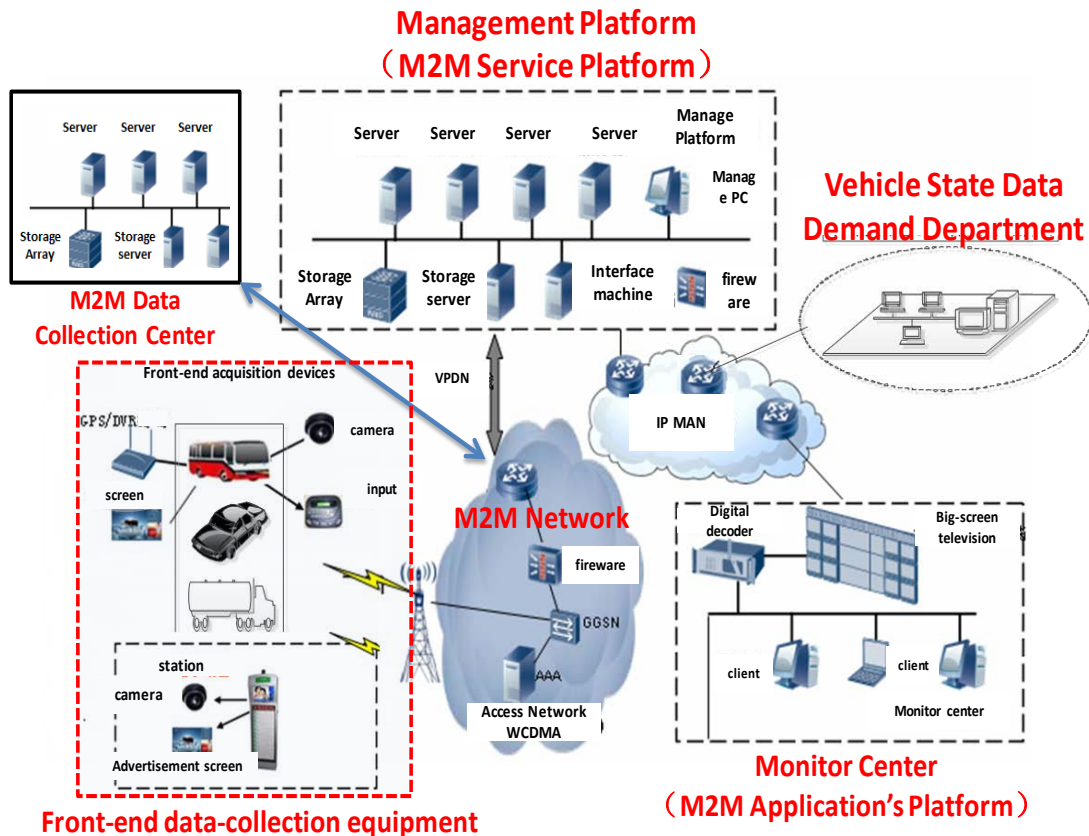 Management Platform
（M2M Service Platform）
Server Server Server
Storage
Array
Storage
server
M2M Data
Collection Center
Server Server Server Server
Manage
Platform
Manag
e PC
Storage
Array
Storage
server
Interface
machine
firew
are
Vehicle State Data
Demand Department
VPDN
IP MAN
Front-end acquisition devices
GPS/DVR
camera
screen
input
station
camera
Advertisement screen
Front-end data-collection equipment
M2M Network
fireware
GGSN
AAA
Access Network
WCDMA
Digital
decoder
Big-screen
television
client
client
Monitor center
Monitor Center
（M2M Application's Platform）